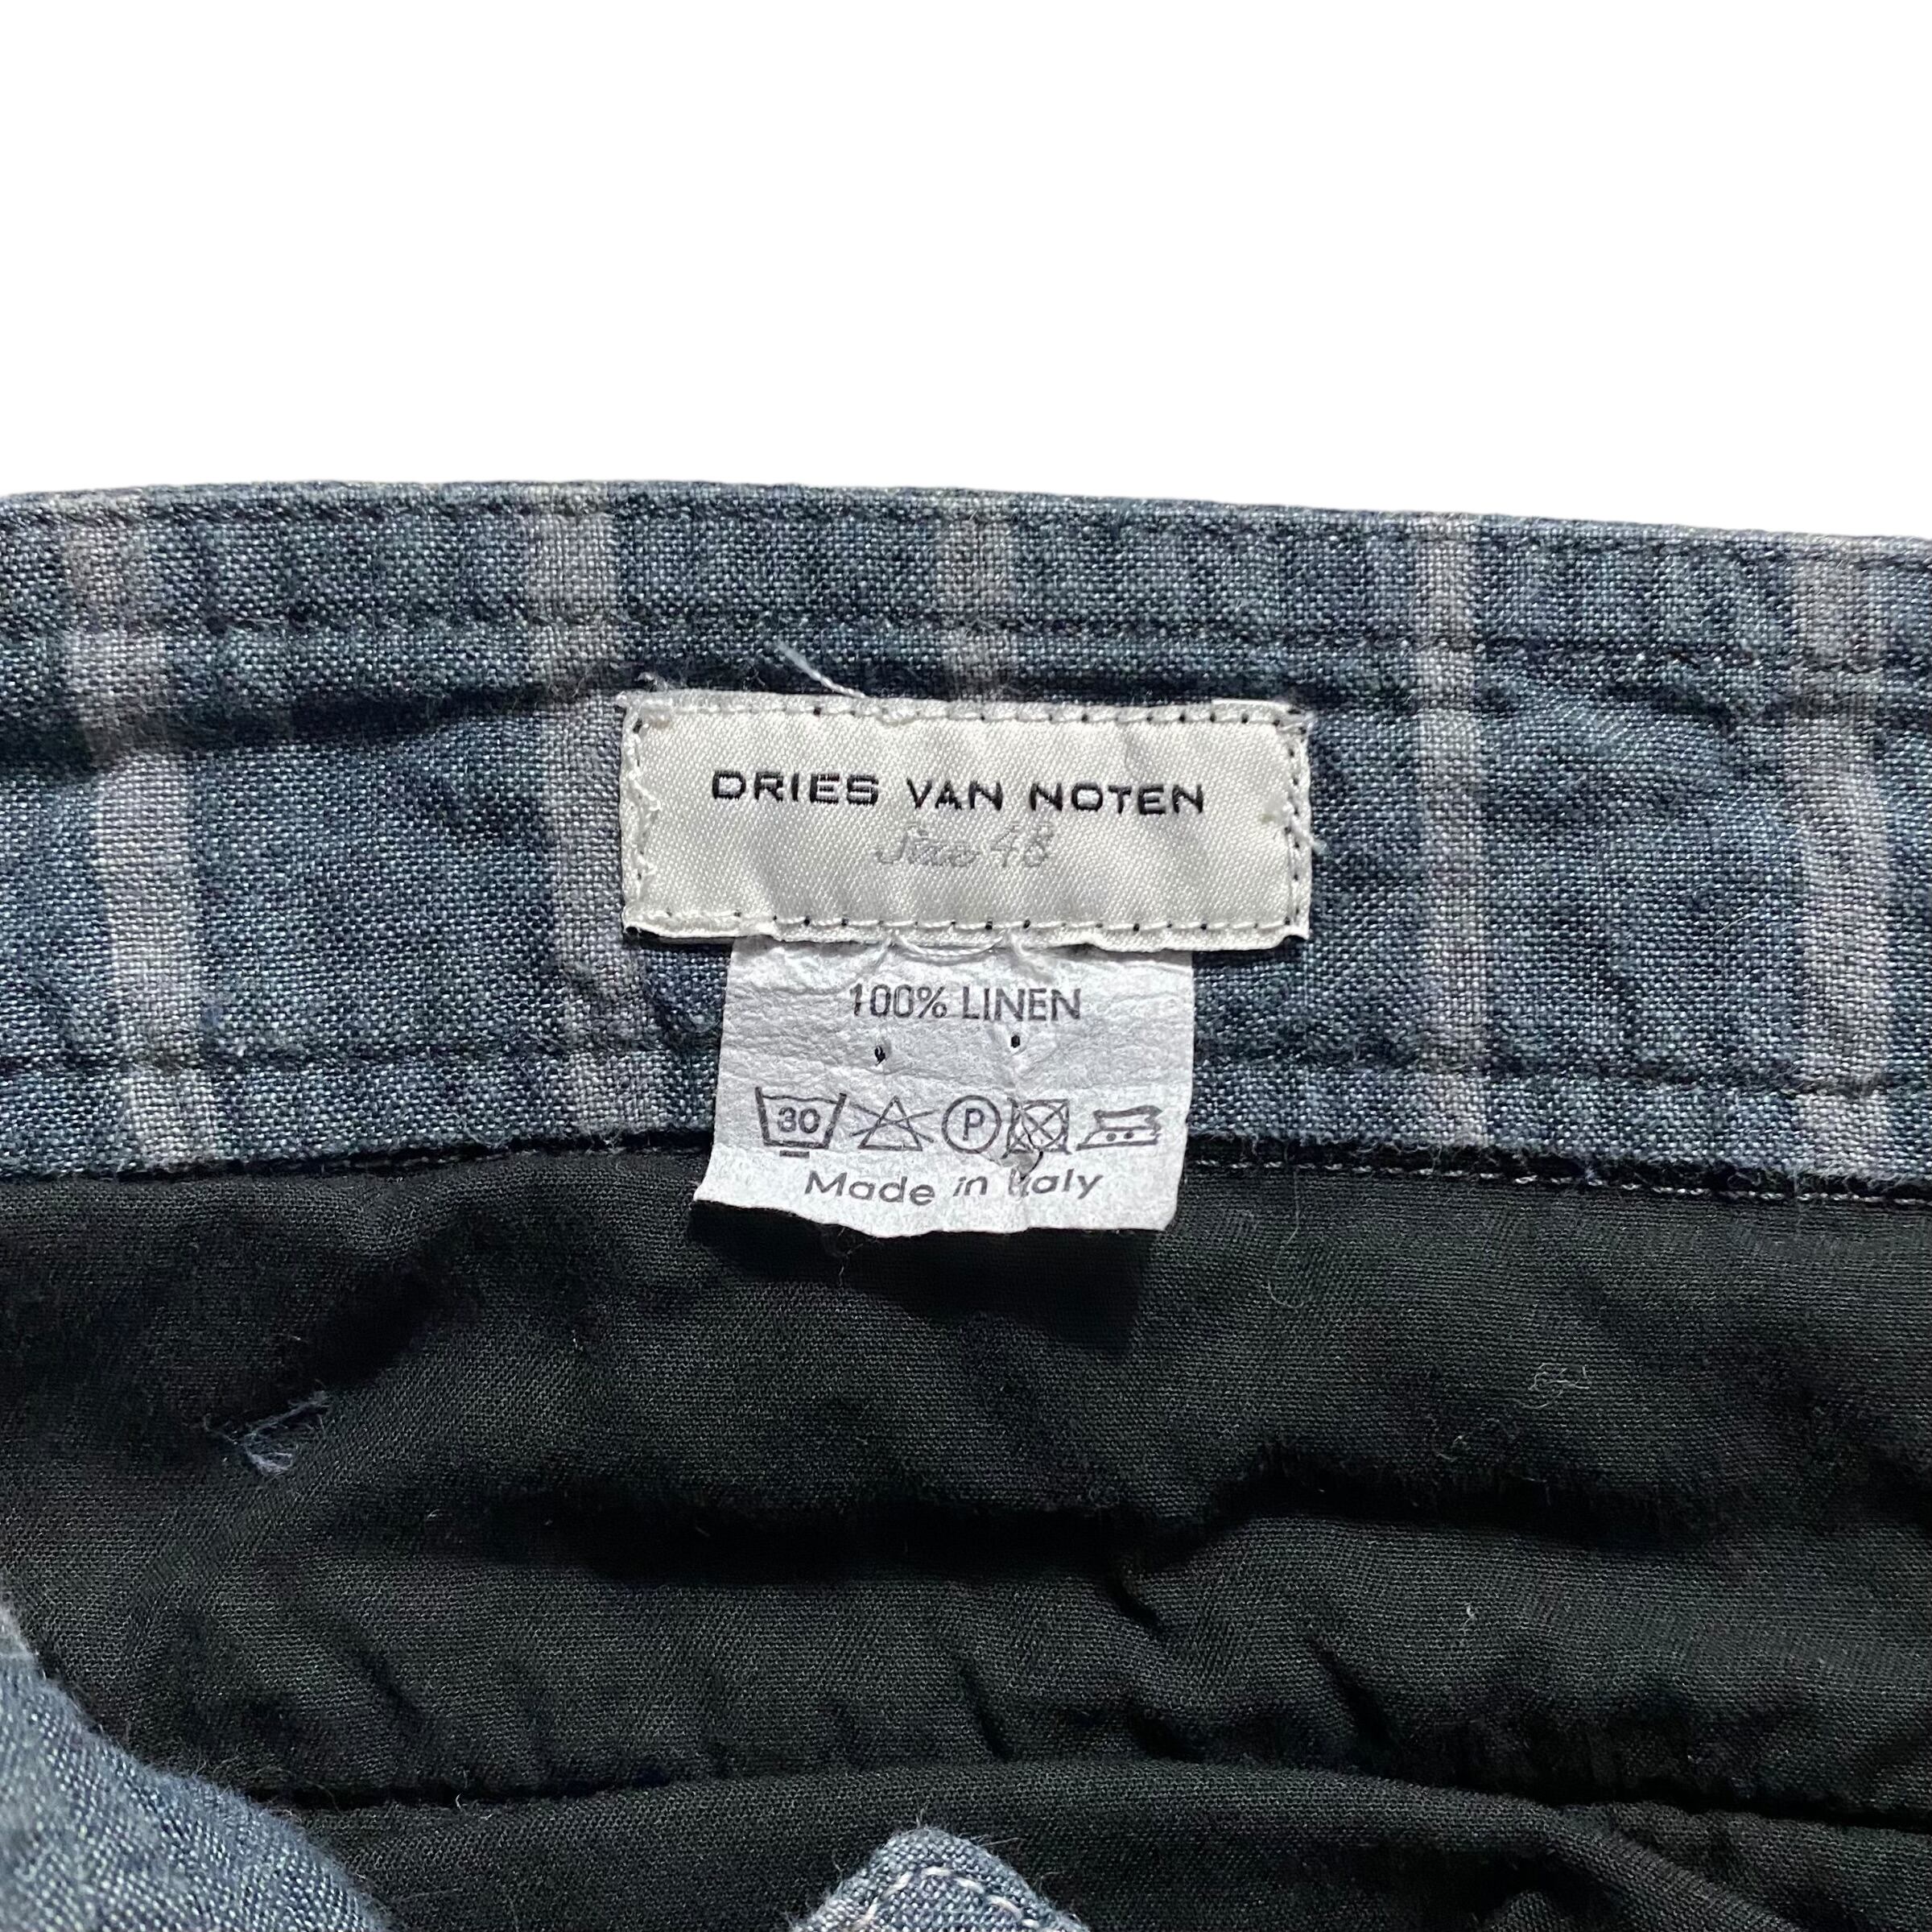 DRIES VAN NOTEN
Size 48
100% LINEN
30 P
Made in Italy